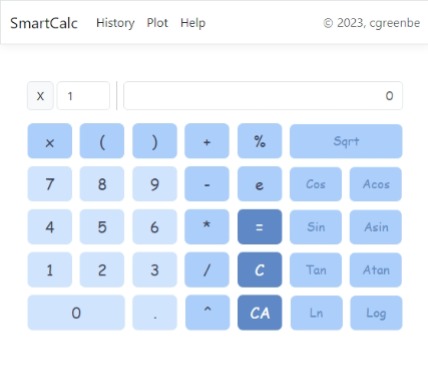 SmartCalc History Plot Help © 2023, cgreenbe
X 1 0
x ( ) + % Sqrt
7 8 9 - e Cos Acos
4 5 6 * = Sin Asin
1 2 3 / C Tan Atan
0 . ^ CA Ln Log